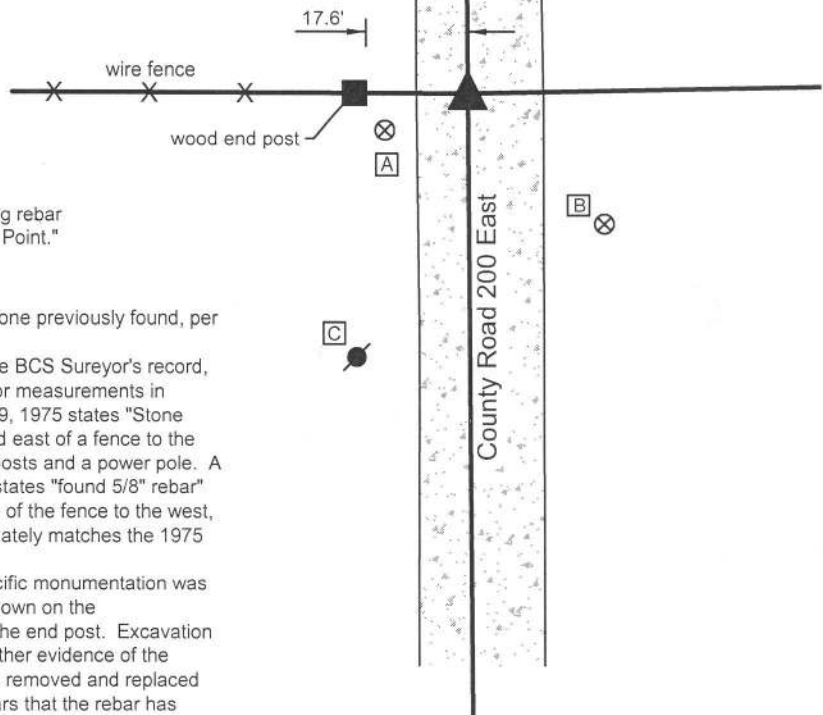 17.6'
wire fence
wood end post
A
B
C
County Road 200 East
g rebar
Point."
one previously found, per
e BCS Sureyor's record,
or measurements in
9, 1975 states "Stone
d east of a fence to the
osts and a power pole. A
states "found 5/8" rebar"
of the fence to the west,
ately matches the 1975
cific monumentation was
own on the
he end post. Excavation
ther evidence of the
removed and replaced
ars that the rebar has